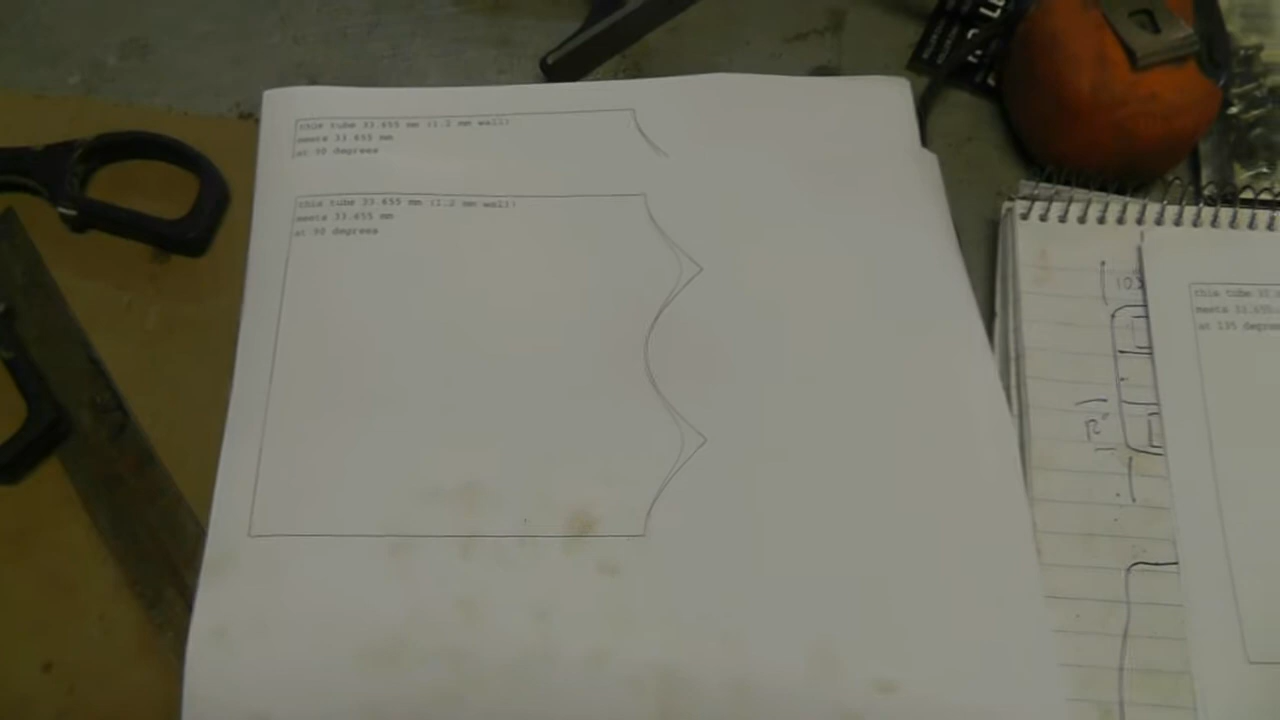 this tube 33.655 mm (1.2 mm wall)
meets 33.655 mm
at 90 degrees
this tube 33.655 mm (1.2 mm wall)
meets 33.655 mm
at 90 degrees
this tube
meets 33.655
at 135 degrees